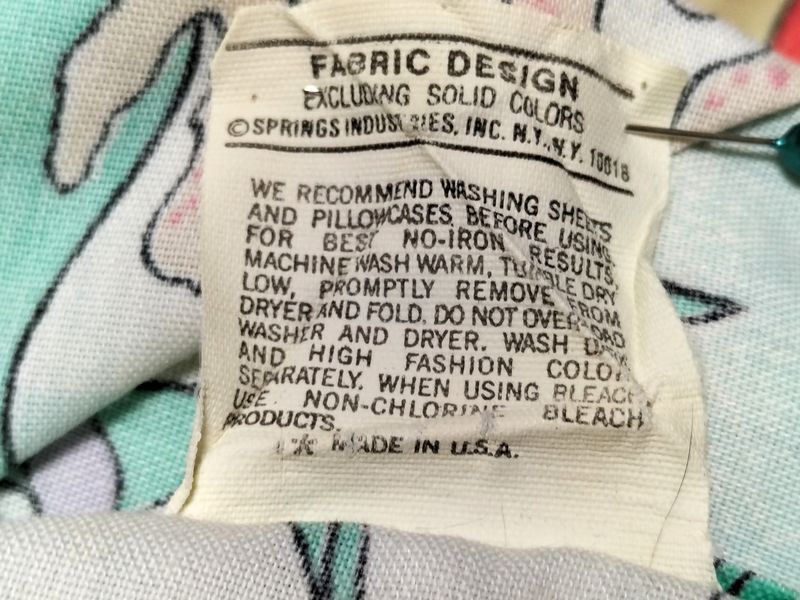 FABRIC DESIGN
EXCLUDING SOLID COLORS
© SPRINGS INDUSTRIES, INC. N.Y., N.Y. 10018
WE RECOMMEND WASHING SHEETS
AND PILLOWCASES BEFORE USING.
FOR BEST NO-IRON RESULTS,
MACHINE WASH WARM, TUMBLE DRY
LOW, PROMPTLY REMOVE FROM
DRYER AND FOLD. DO NOT OVERLOAD
WASHER AND DRYER. WASH DARK
AND HIGH FASHION COLORS
SEPARATELY. WHEN USING BLEACH
USE NON-CHLORINE BLEACH
PRODUCTS.
MADE IN U.S.A.